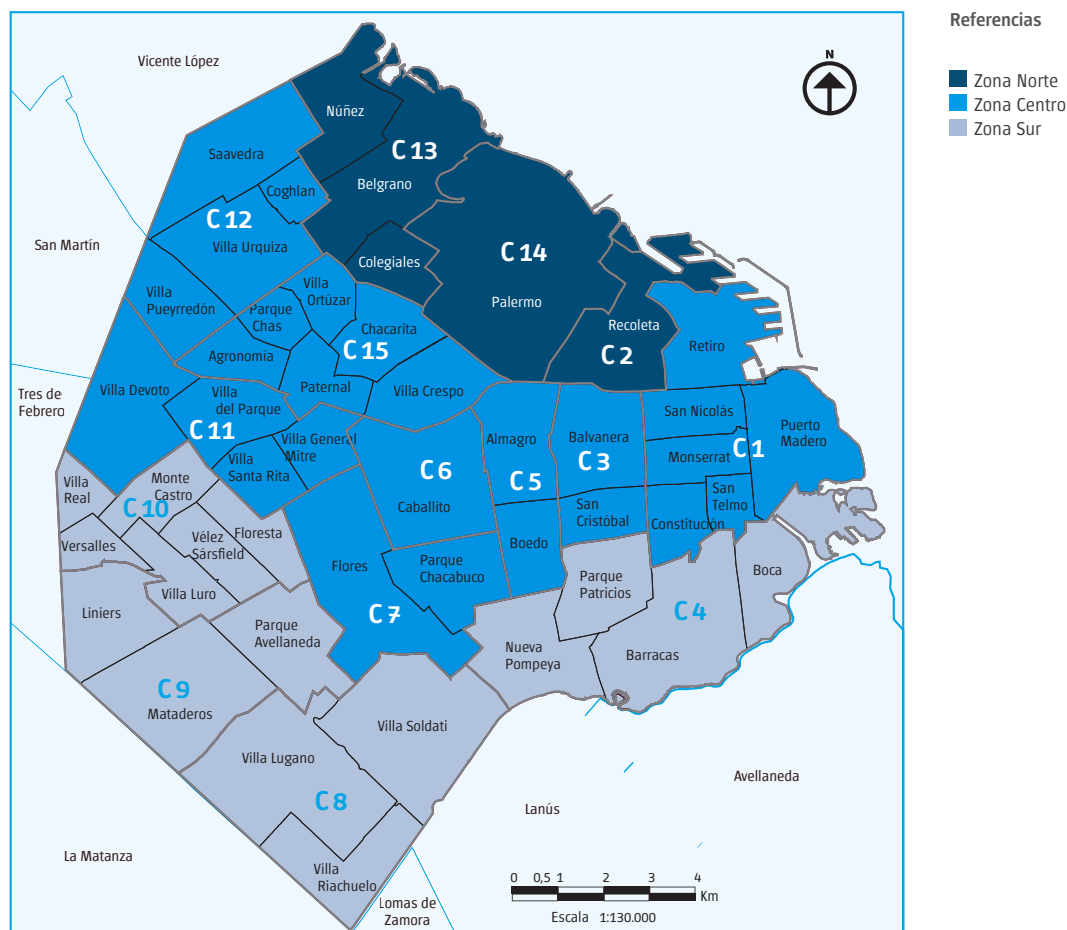 Referencias
Zona Norte
Zona Centro
Zona Sur
N
Vicente López
Núñez
C 13
Saavedra
Belgrano
Coghlan
C 12
Villa Urquiza
San Martín
C 14
Colegiales
Villa
Ortúzar
Villa
Pueyrredón
Palermo
Parque
Chas
Chacarita
Recoleta
C 15
C 2
Retiro
Agronomía
Villa Devoto
Paternal
Villa Crespo
Tres de
Febrero
Villa
del Parque
C 11
San Nicolás
Puerto
Madero
Almagro
Balvanera
Villa General
Mitre
C 1
Monserrat
C 6
C 5
C 3
Villa
Santa Rita
Villa
Real
Monte
Castro
C 10
San
Telmo
Caballito
San
Cristóbal
Constitución
Versalles
Vélez
Sársfield
Floresta
Boedo
Flores
Parque
Chacabuco
Boca
Parque
Patricios
Villa Luro
Liniers
C 7
C 4
Parque
Avellaneda
Nueva
Pompeya
Barracas
C 9
Mataderos
Villa Soldati
Villa Lugano
Avellaneda
C 8
Lanús
La Matanza
Villa
Riachuelo
Lomas de
Zamora
0 0,5 1 2 3 4
Km
Escala 1:130.000